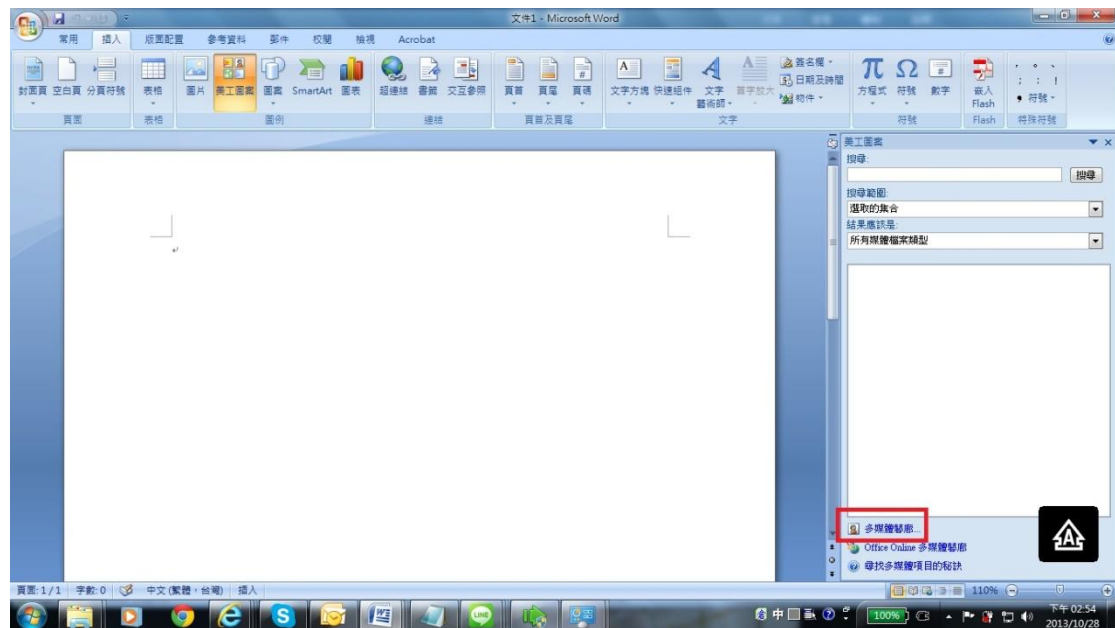 文件1 - Microsoft Word
常用 插入 版面配置 參考資料 郵件 校閱 檢視 Acrobat
封面頁 空白頁 分頁符號 表格 圖片 美工圖案 圖案 SmartArt 圖表 超連結 書籤 交互參照 頁首 頁尾 頁碼 文字方塊 快速組件 文字藝術師 首字放大 簽名欄 日期及時間 物件 方程式 符號 數字 嵌入 Flash 符號
頁面 表格 圖例 連結 頁首及頁尾 文字 符號 Flash 特殊符號
美工圖案
搜尋:
搜尋
搜尋範圍:
選取的集合
結果應該是:
所有媒體檔案類型
多媒體藝廊...
Office Online 多媒體藝廊
尋找多媒體項目的秘訣
頁面: 1/1 字數: 0 中文 (繁體,台灣) 插入 110%
中 100% 下午 02:54
2013/10/28